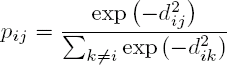 p_{ij} = \frac{\exp\left(-d_{ij}^2\right)}{\sum_{k \neq i} \exp\left(-d_{ik}^2\right)}